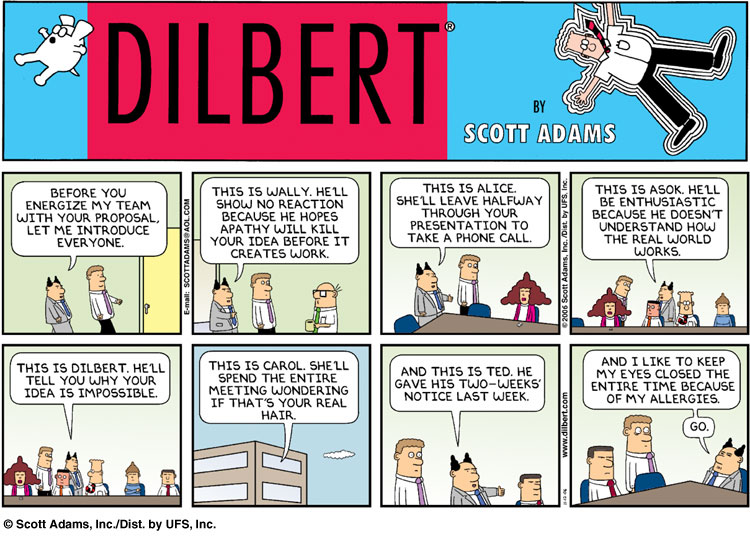 DILBERT®
BY
SCOTT ADAMS
BEFORE YOU
ENERGIZE MY TEAM
WITH YOUR PROPOSAL,
LET ME INTRODUCE
EVERYONE.
E-mail: SCOTTADAMS@AOL.COM
THIS IS WALLY. HE'LL
SHOW NO REACTION
BECAUSE HE HOPES
APATHY WILL KILL
YOUR IDEA BEFORE IT
CREATES WORK.
THIS IS ALICE.
SHE'LL LEAVE HALFWAY
THROUGH YOUR
PRESENTATION TO
TAKE A PHONE CALL.
© 2006 Scott Adams, Inc./Dist. by UFS, Inc.
THIS IS ASOK. HE'LL
BE ENTHUSIASTIC
BECAUSE HE DOESN'T
UNDERSTAND HOW
THE REAL WORLD
WORKS.
THIS IS DILBERT. HE'LL
TELL YOU WHY YOUR
IDEA IS IMPOSSIBLE.
THIS IS CAROL. SHE'LL
SPEND THE ENTIRE
MEETING WONDERING
IF THAT'S YOUR REAL
HAIR.
AND THIS IS TED. HE
GAVE HIS TWO-WEEKS'
NOTICE LAST WEEK.
www.dilbert.com
AND I LIKE TO KEEP
MY EYES CLOSED THE
ENTIRE TIME BECAUSE
OF MY ALLERGIES.
GO.
© Scott Adams, Inc./Dist. by UFS, Inc.